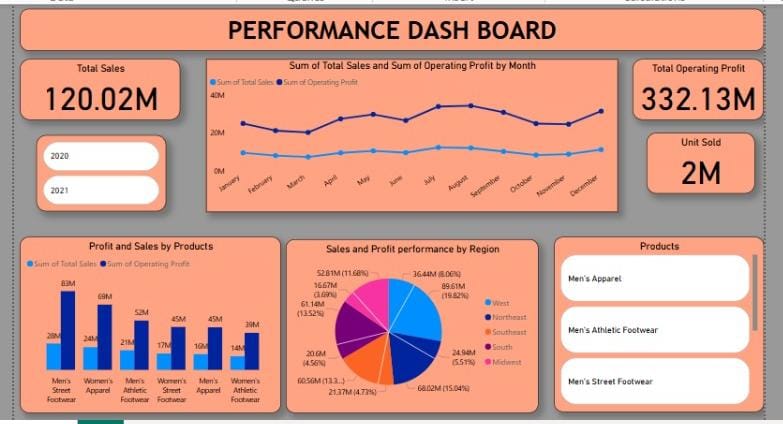 PERFORMANCE DASH BOARD
Total Sales
120.02M
2020
2021
Sum of Total Sales and Sum of Operating Profit by Month
Sum of Total Sales Sum of Operating Profit
40M
20M
0M
January February March April May June July August September October November December
Total Operating Profit
332.13M
Unit Sold
2M
Profit and Sales by Products
Sum of Total Sales Sum of Operating Profit
83M
69M
52M
45M
45M
39M
28M
24M
21M
17M
16M
14M
Men's Street Footwear
Women's Apparel
Men's Athletic Footwear
Women's Street Footwear
Men's Apparel
Women's Athletic Footwear
Sales and Profit performance by Region
52.81M (11.68%)
36.44M (8.06%)
16.67M (3.69%)
89.61M (19.82%)
61.14M (13.52%)
20.6M (4.56%)
24.94M (5.51%)
60.56M (13.3...)
68.02M (15.04%)
21.37M (4.73%)
West
Northeast
Southeast
South
Midwest
Products
Men's Apparel
Men's Athletic Footwear
Men's Street Footwear